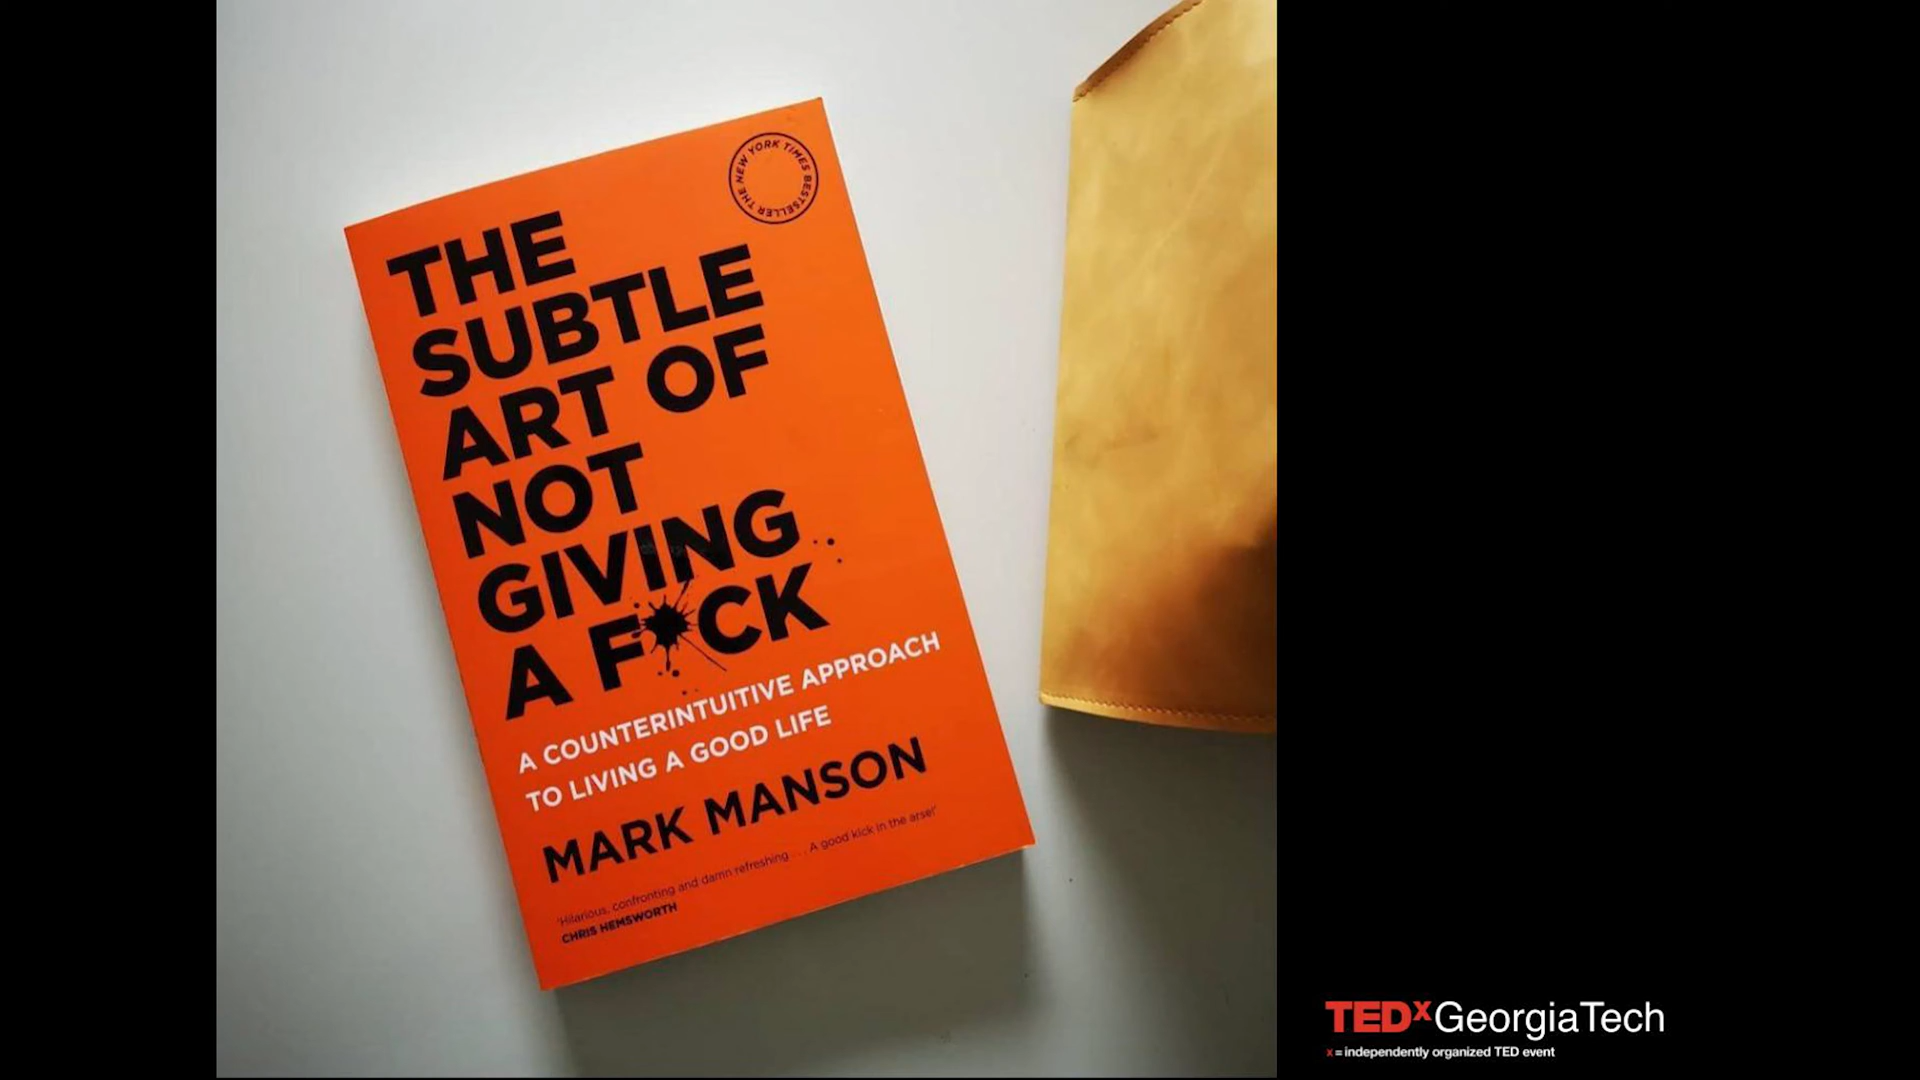 THE NEW YORK TIMES BESTSELLER
THE
SUBTLE
ART OF
NOT
GIVING
A F*CK
A COUNTERINTUITIVE APPROACH
TO LIVING A GOOD LIFE
MARK MANSON
'Hilarious, confronting and damn refreshing . . . A good kick in the arse!'
CHRIS HEMSWORTH
TEDxGeorgiaTech
x = independently organized TED event